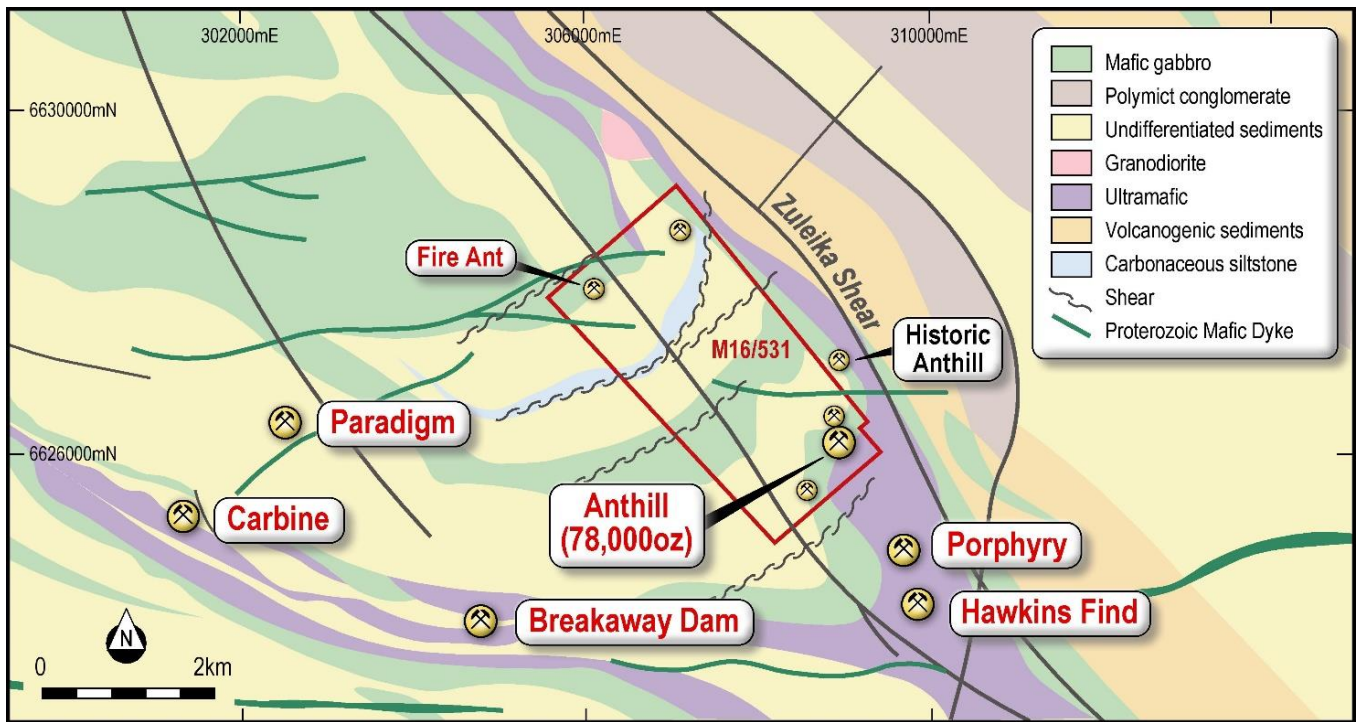 302000mE
306000mE
310000mE
6630000mN
6626000mN
Mafic gabbro
Polymict conglomerate
Undifferentiated sediments
Granodiorite
Ultramafic
Volcanogenic sediments
Carbonaceous siltstone
Shear
Proterozoic Mafic Dyke
Zuleika Shear
Fire Ant
M16/531
Historic
Anthill
Paradigm
Carbine
Anthill
(78,000oz)
Porphyry
Hawkins Find
Breakaway Dam
N
0
2km